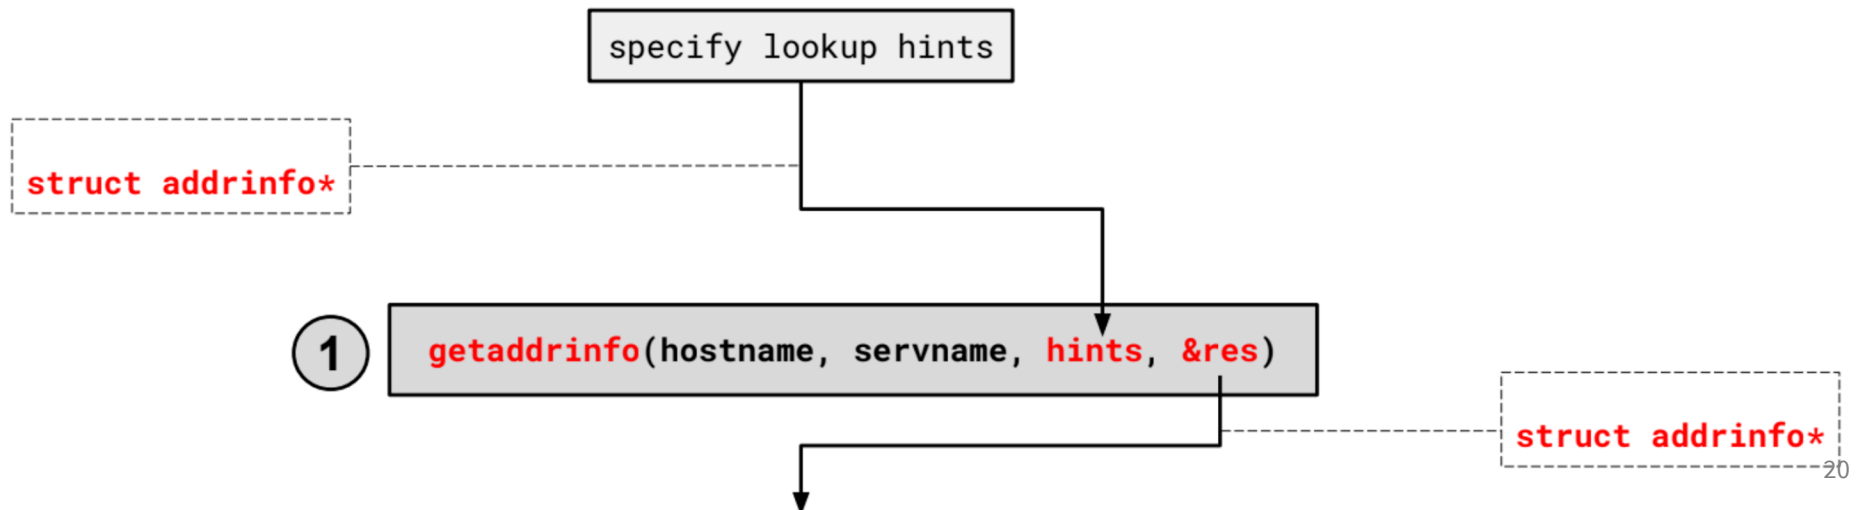 specify lookup hints
struct addrinfo*
1
getaddrinfo(hostname, servname, hints, &res)
struct addrinfo*
20